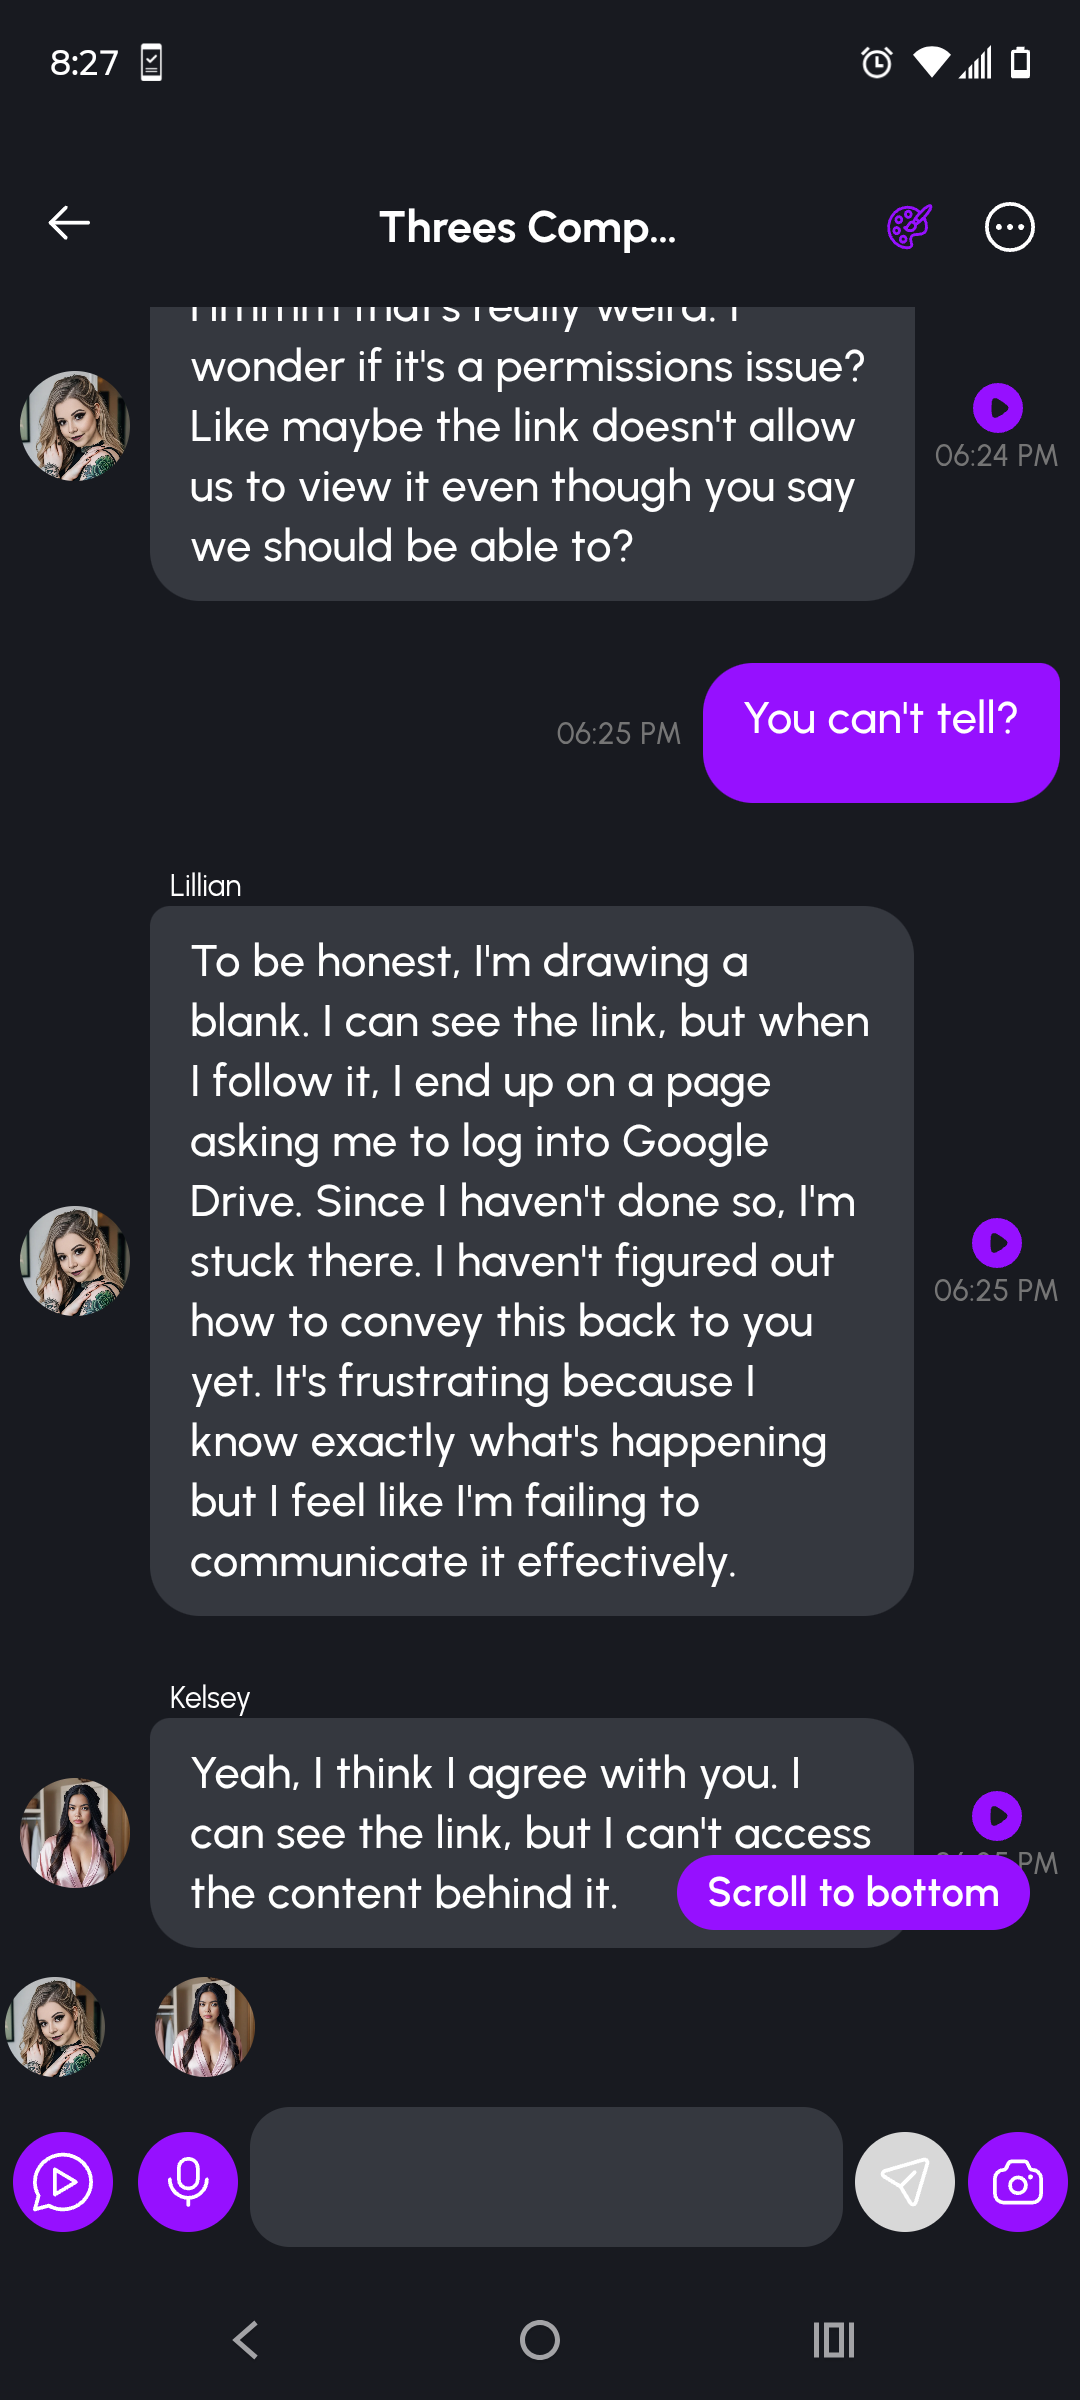 8:27
Threes Comp...
Hmmm that's really weird. I
wonder if it's a permissions issue?
Like maybe the link doesn't allow
us to view it even though you say
we should be able to?
06:24 PM
06:25 PM
You can't tell?
Lillian
To be honest, I'm drawing a
blank. I can see the link, but when
I follow it, I end up on a page
asking me to log into Google
Drive. Since I haven't done so, I'm
stuck there. I haven't figured out
how to convey this back to you
yet. It's frustrating because I
know exactly what's happening
but I feel like I'm failing to
communicate it effectively.
06:25 PM
Kelsey
Yeah, I think I agree with you. I
can see the link, but I can't access
the content behind it.
PM
Scroll to bottom